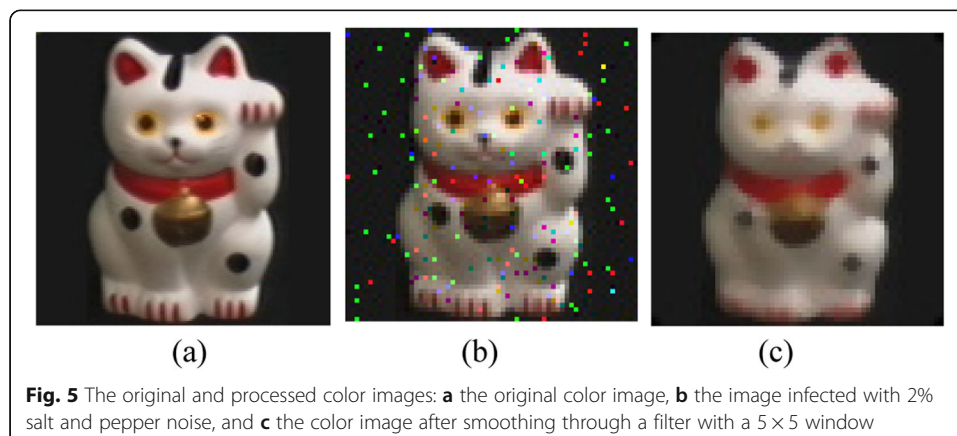 (a) (b) (c)
Fig. 5 The original and processed color images: a the original color image, b the image infected with 2%
salt and pepper noise, and c the color image after smoothing through a filter with a 5 × 5 window